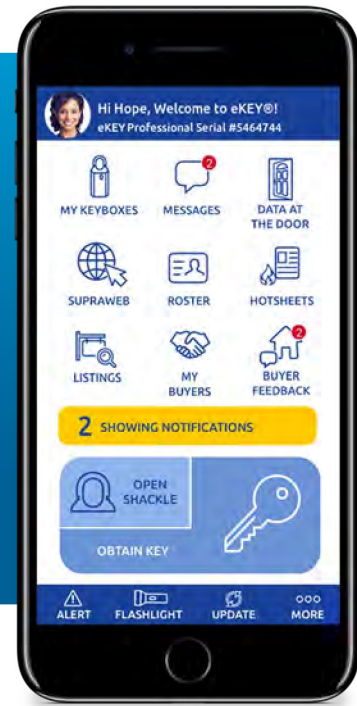 Hi Hope, Welcome to eKEY®!
eKEY Professional Serial #5464744
MY KEYBOXES
MESSAGES
2
DATA AT
THE DOOR
SUPRAWEB
ROSTER
HOTSHEETS
LISTINGS
MY
BUYERS
2
BUYER
FEEDBACK
2 SHOWING NOTIFICATIONS
OPEN
SHACKLE
OBTAIN KEY
ALERT
FLASHLIGHT
UPDATE
MORE